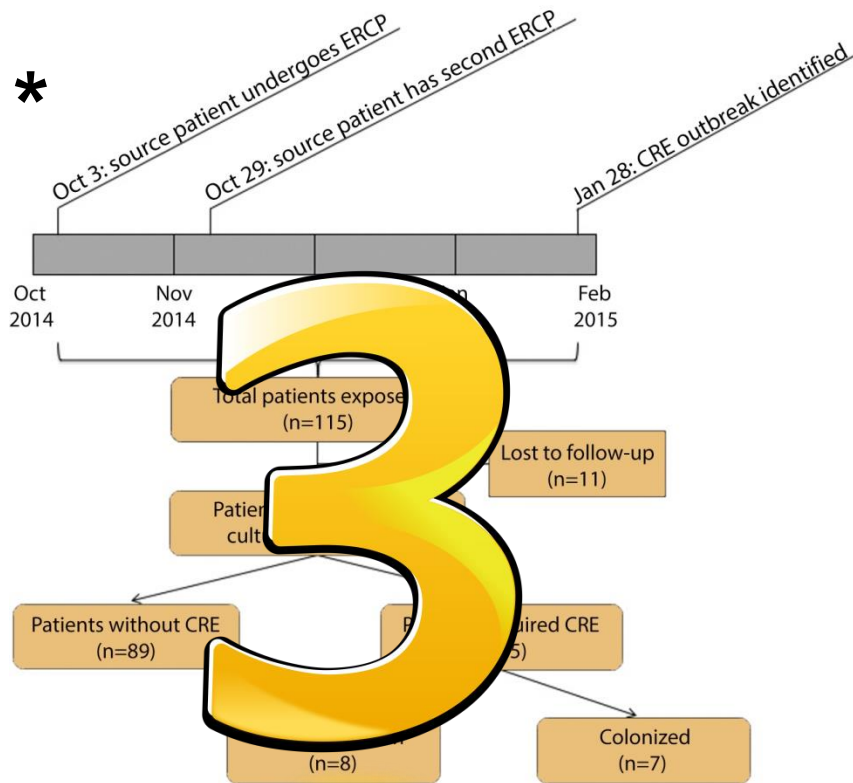 *
Oct 3: source patient undergoes ERCP
Oct 29: source patient has second ERCP
Jan 28: CRE outbreak identified
Oct
2014
Nov
2014
Feb
2015
Total patients expose
(n=115)
Lost to follow-up
(n=11)
3
Patients without CRE
(n=89)
CRE
Colonized
(n=7)
(n=8)